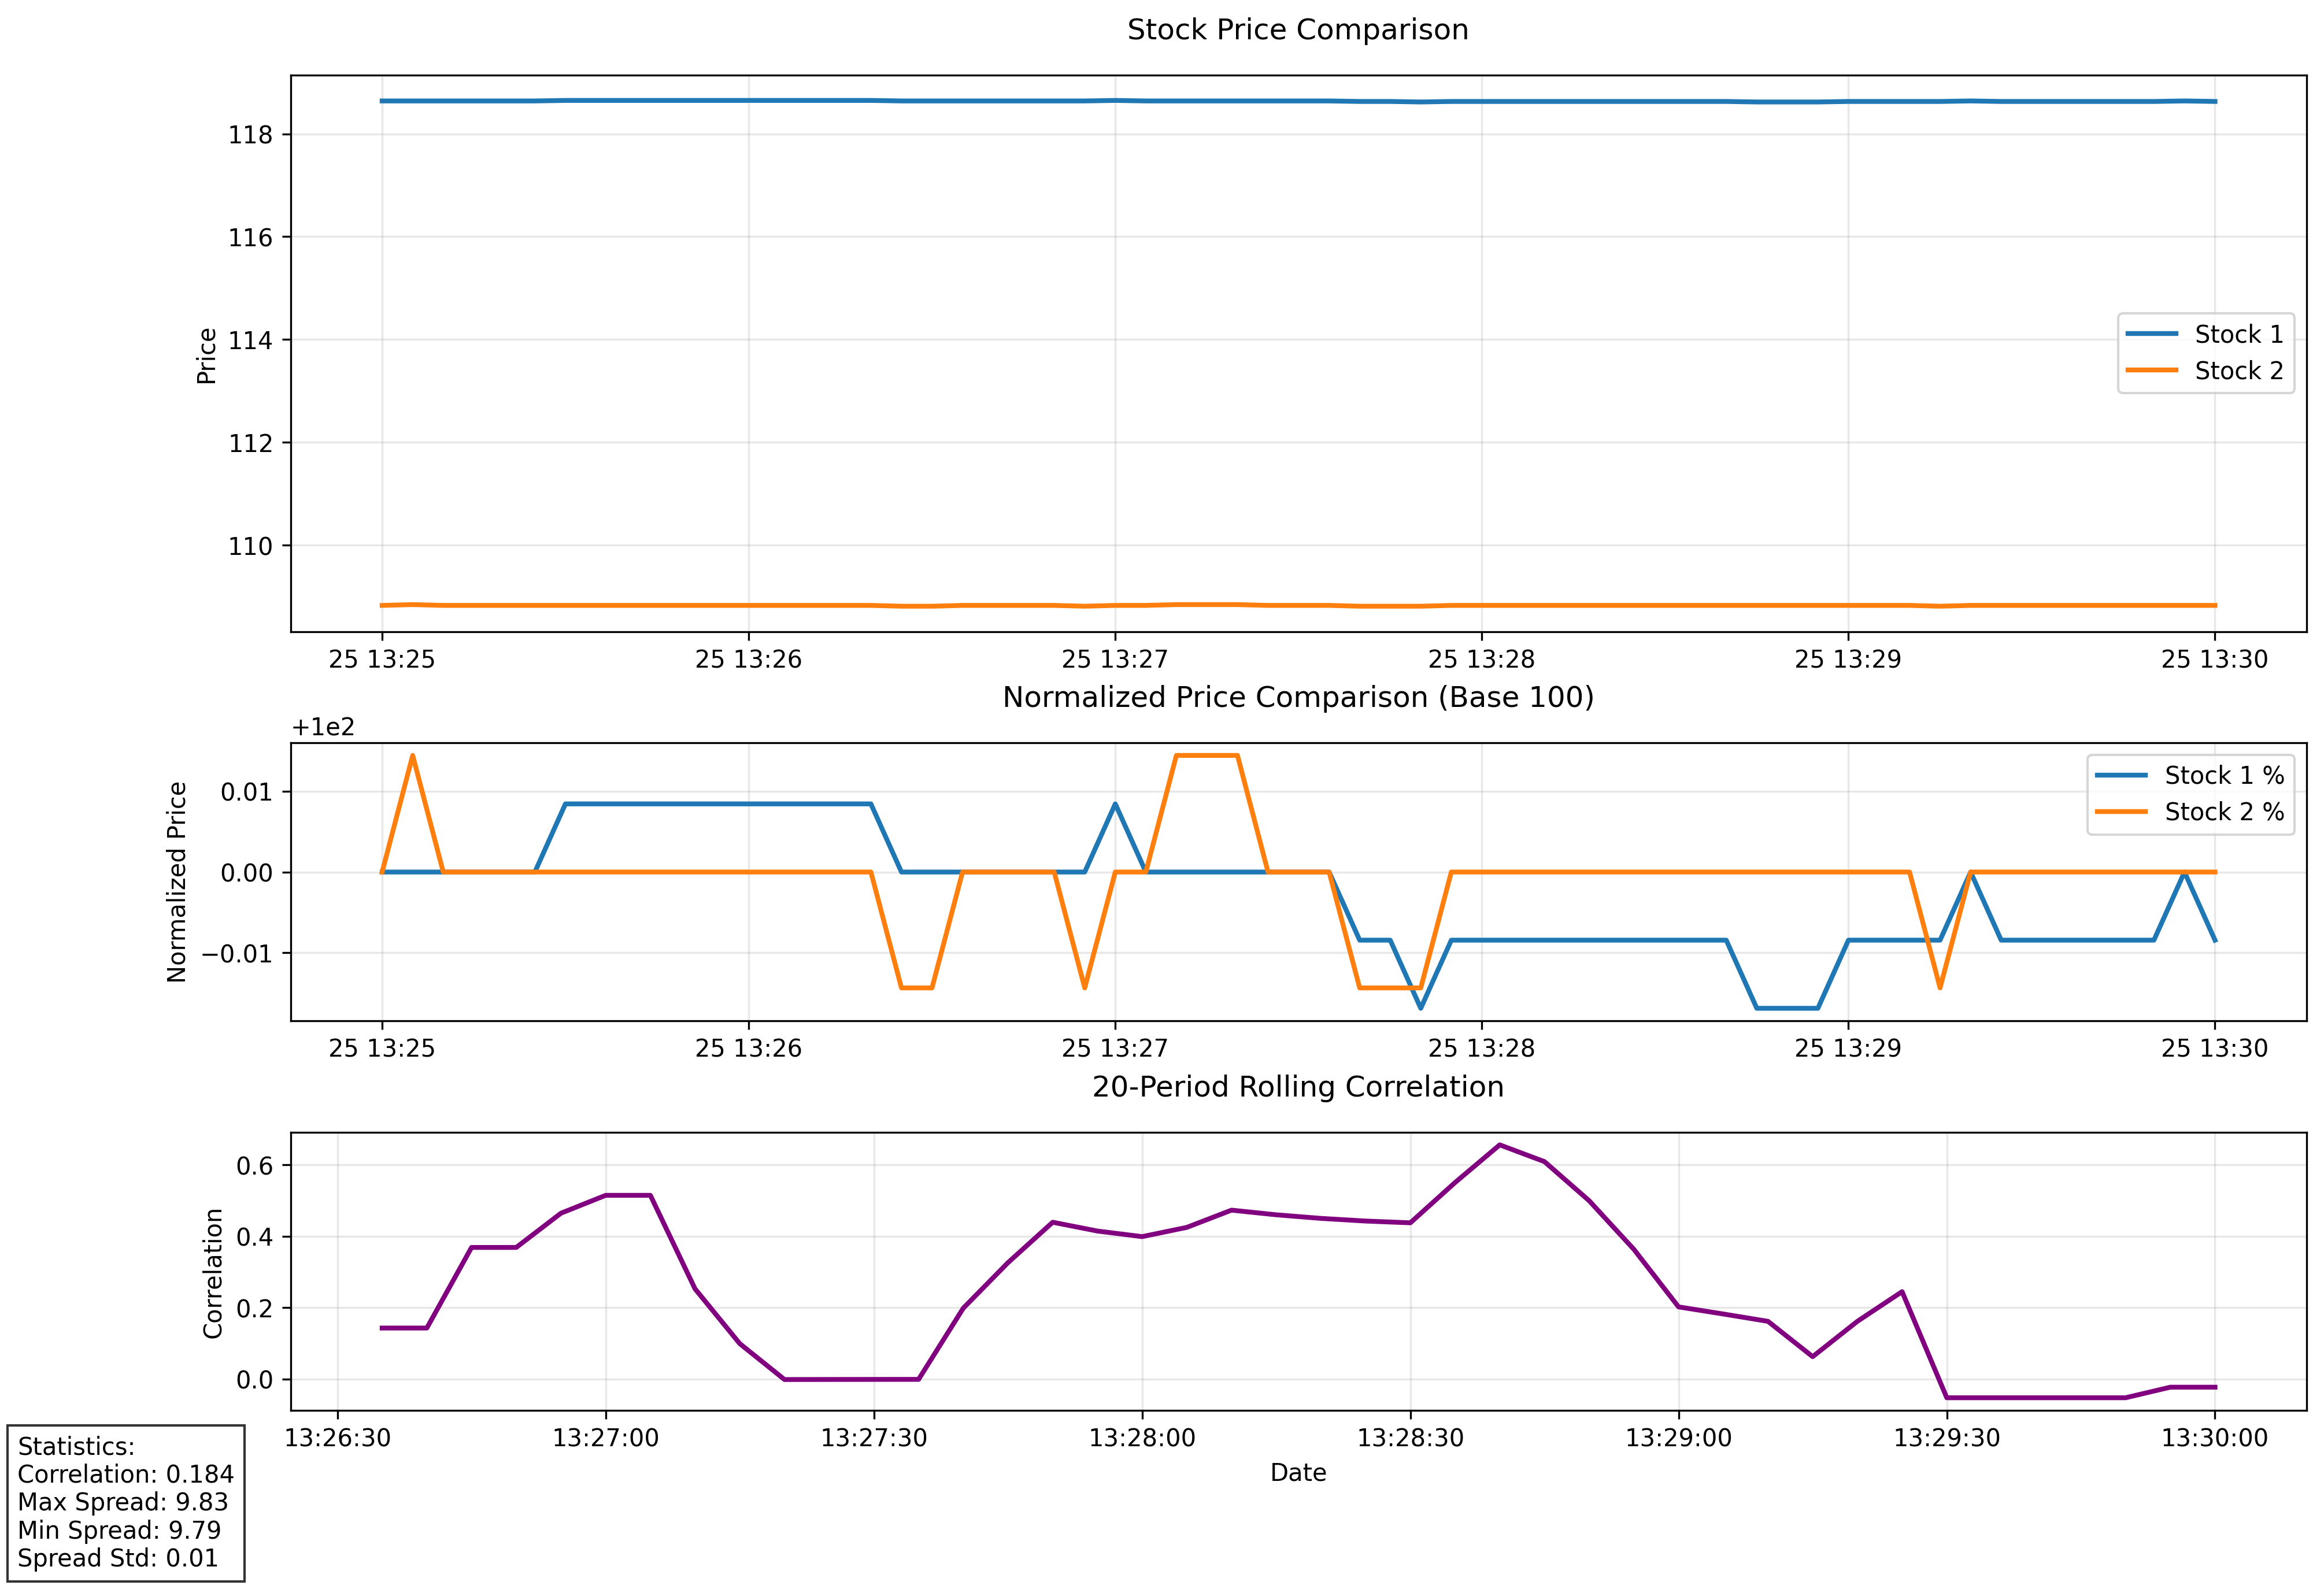 Stock Price Comparison
118
116
114
112
110
Price
Stock 1
Stock 2
25 13:25
25 13:26
25 13:27
25 13:28
25 13:29
25 13:30
Normalized Price Comparison (Base 100)
+1e2
0.01
0.00
−0.01
Normalized Price
Stock 1 %
Stock 2 %
25 13:25
25 13:26
25 13:27
25 13:28
25 13:29
25 13:30
20-Period Rolling Correlation
0.6
0.4
0.2
0.0
Correlation
13:26:30
13:27:00
13:27:30
13:28:00
13:28:30
13:29:00
13:29:30
13:30:00
Date
Statistics:
Correlation: 0.184
Max Spread: 9.83
Min Spread: 9.79
Spread Std: 0.01